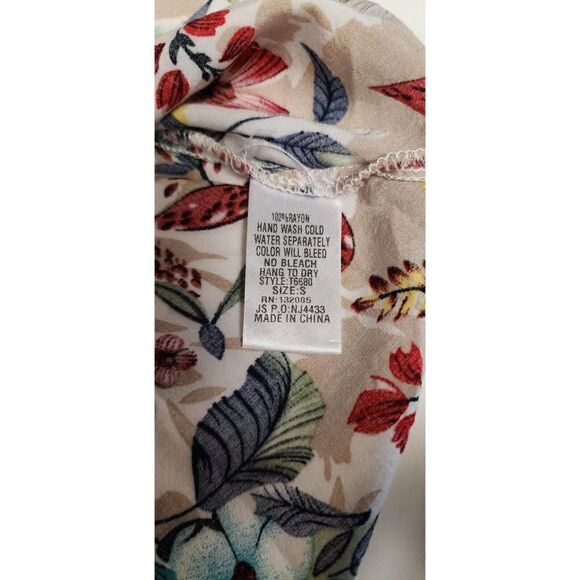 100%RAYON
HAND WASH COLD
WATER SEPARATELY
COLOR WILL BLEED
NO BLEACH
HANG TO DRY
STYLE:T6680
SIZE:S
RN:132095
JS P.O:NJ4433
MADE IN CHINA